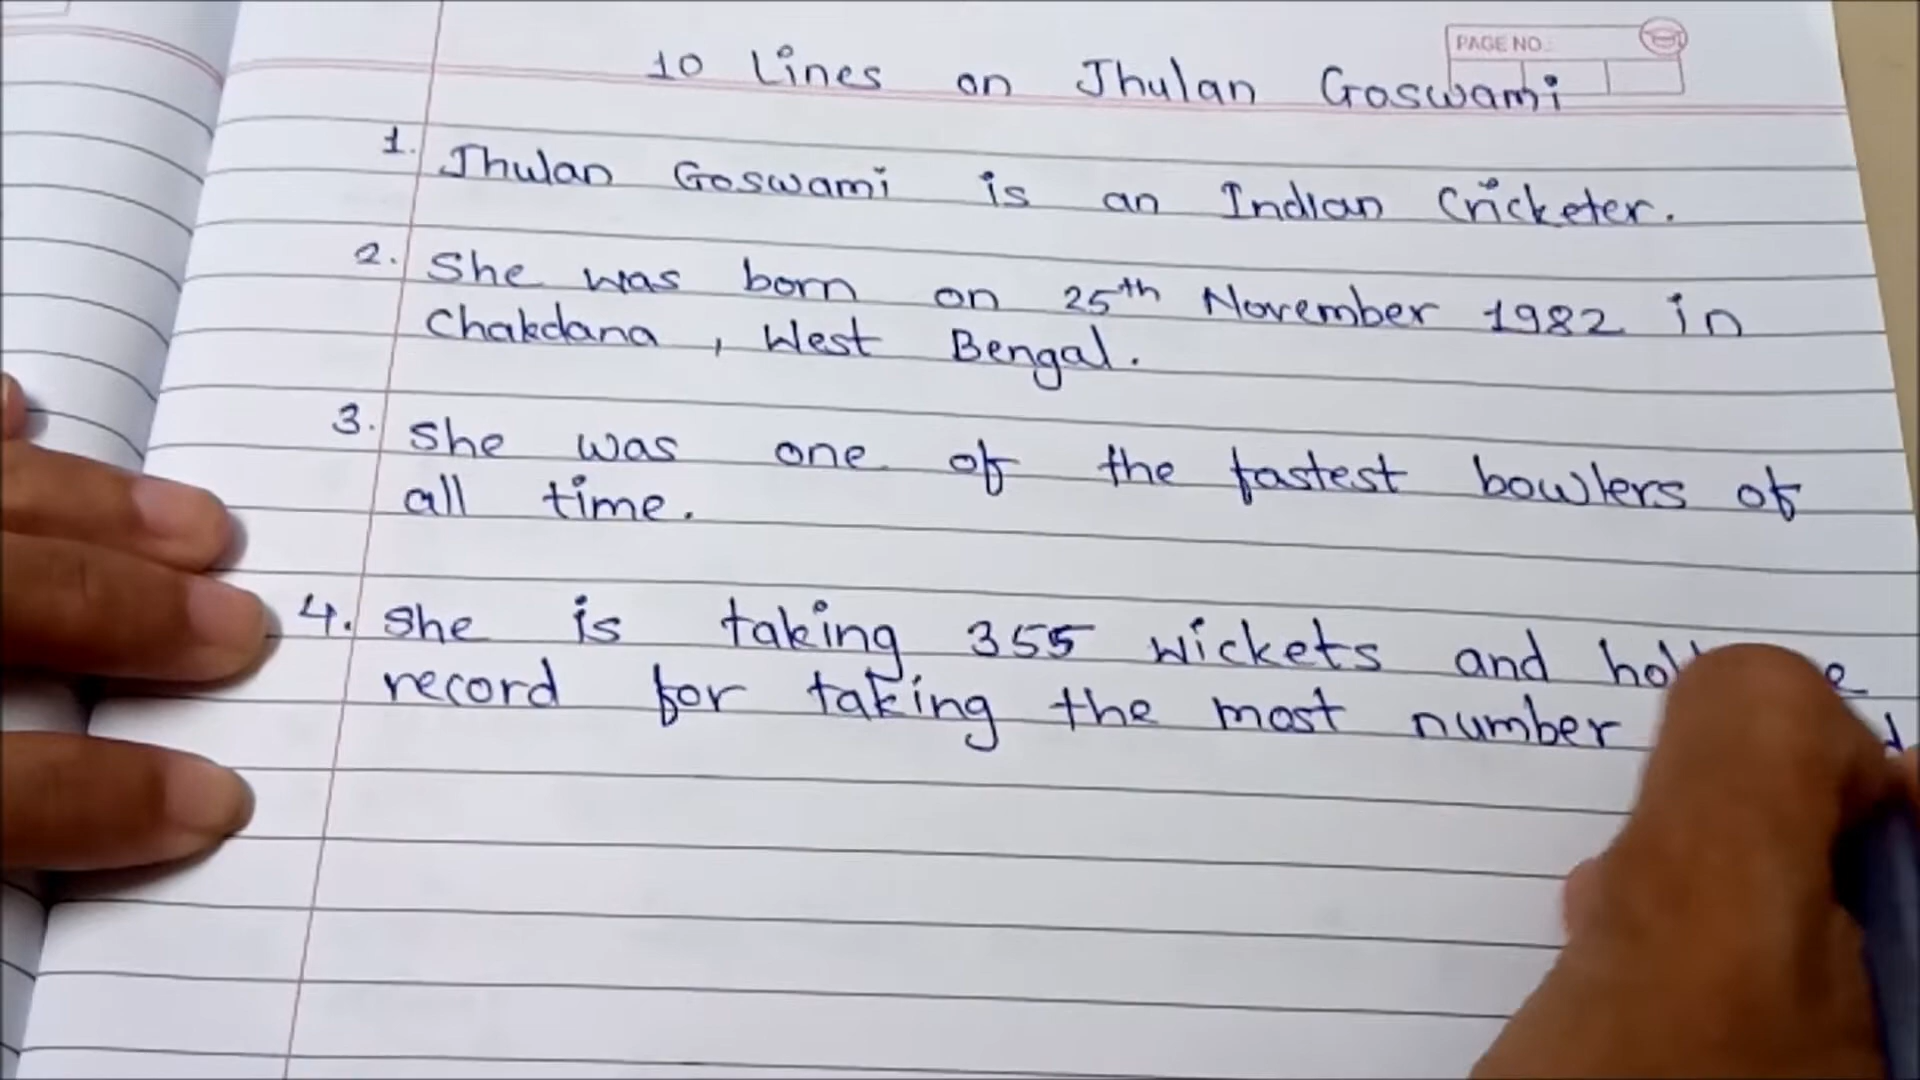 PAGE NO.:
10 Lines on Jhulan Goswami
1. Jhulan Goswami is an Indian Cricketer.
2. She was born on 25th November 1982 in
Chakdana, West Bengal.
3. She was one of the fastest bowlers of
all time.
4. She is taking 355 wickets and
record for taking the most number